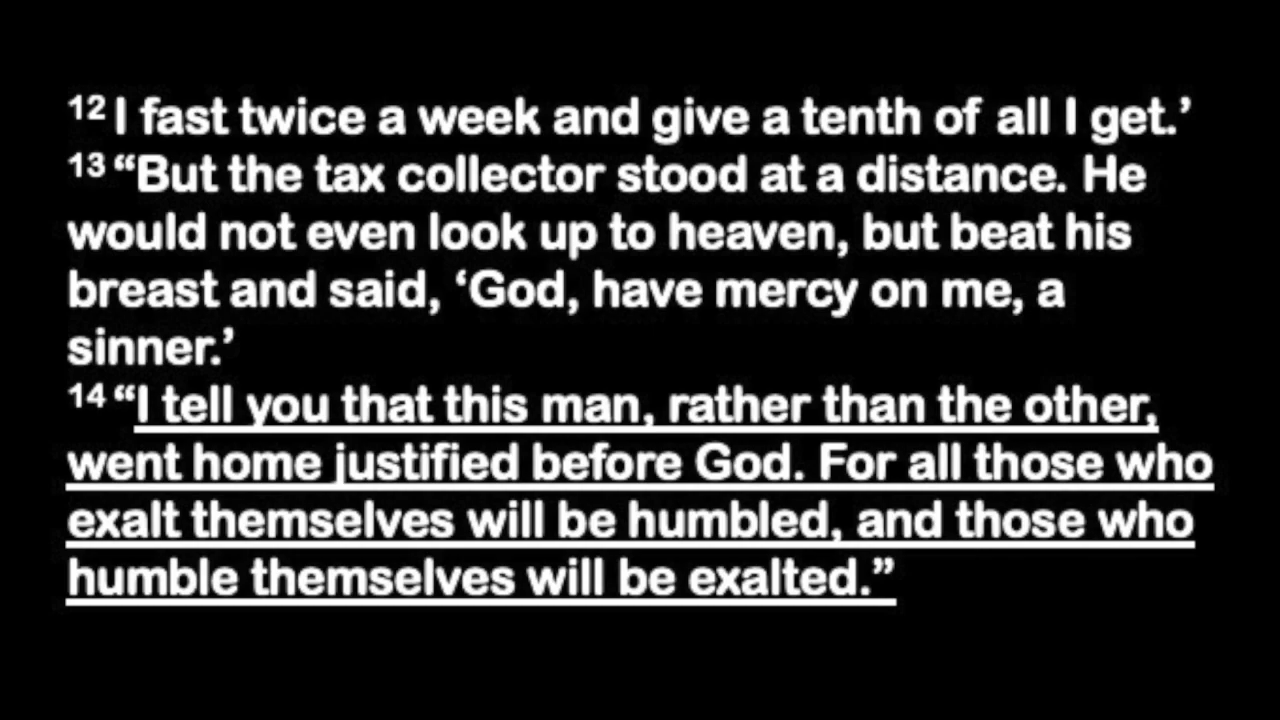 12 I fast twice a week and give a tenth of all I get.’
13 “But the tax collector stood at a distance. He
would not even look up to heaven, but beat his
breast and said, ‘God, have mercy on me, a
sinner.’
14 “I tell you that this man, rather than the other,
went home justified before God. For all those who
exalt themselves will be humbled, and those who
humble themselves will be exalted.”